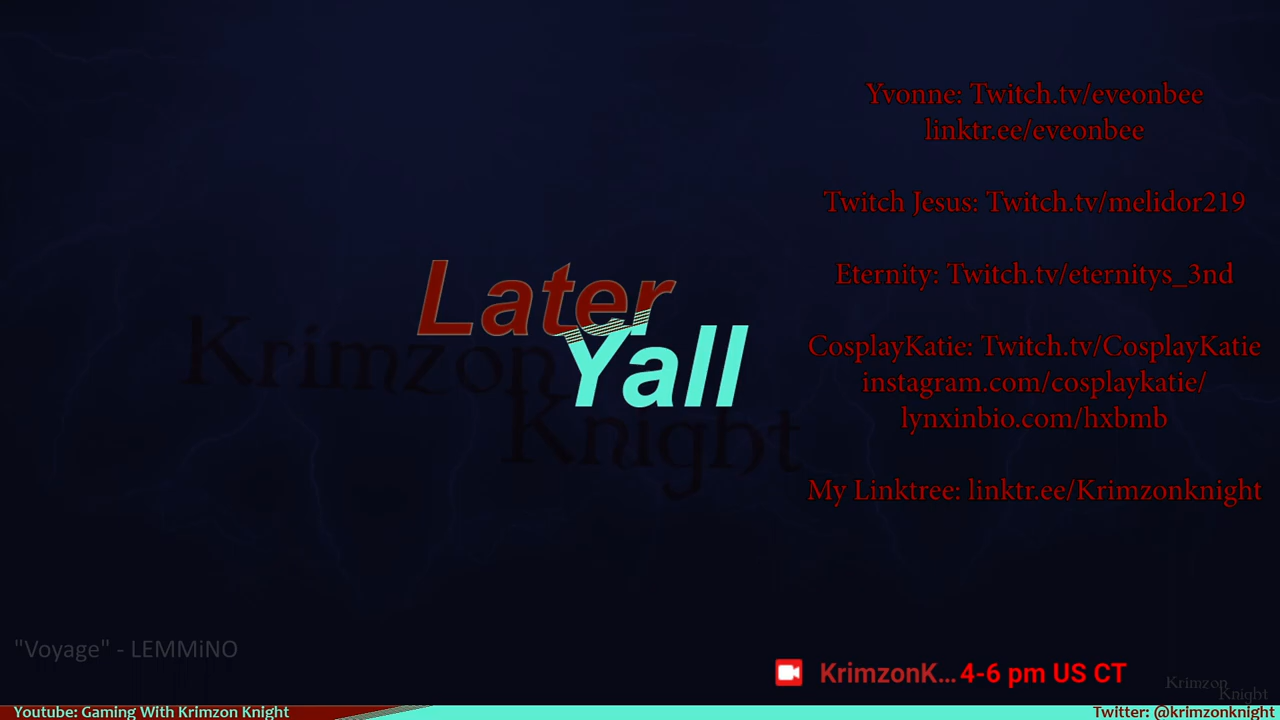 Yvonne: Twitch.tv/eveonbee
linktr.ee/eveonbee
Twitch Jesus: Twitch.tv/melidor219
Eternity: Twitch.tv/eternitys_3nd
CosplayKatie: Twitch.tv/CosplayKatie
instagram.com/cosplaykatie/
lynxinbio.com/hxbmb
My Linktree: linktr.ee/Krimzonknight
Later
Yall
Krimzon
Knight
"Voyage" - LEMMiNO
KrimzonK... 4-6 pm US CT
Krimzon
Knight
Youtube: Gaming With Krimzon Knight
Twitter: @krimzonknight